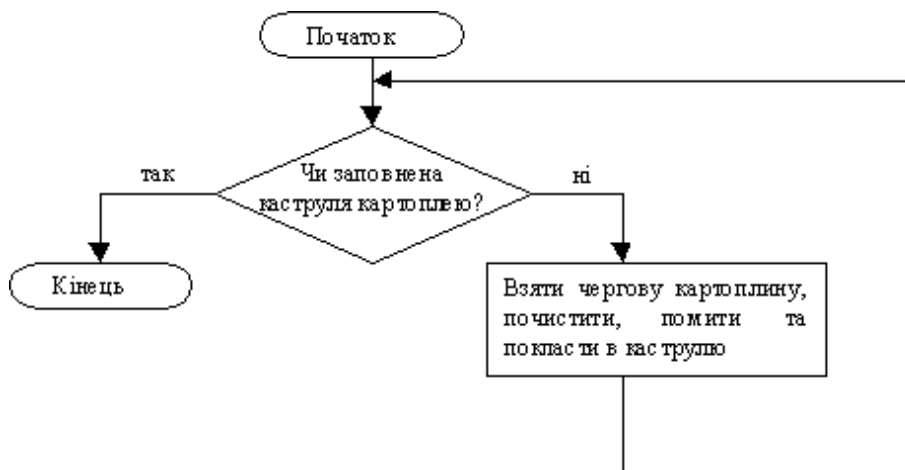 Початок
Чи заповнена
каструля картоплею?
так
ні
Кінець
Взяти чергову картоплину,
почистити, помити та
покласти в каструлю